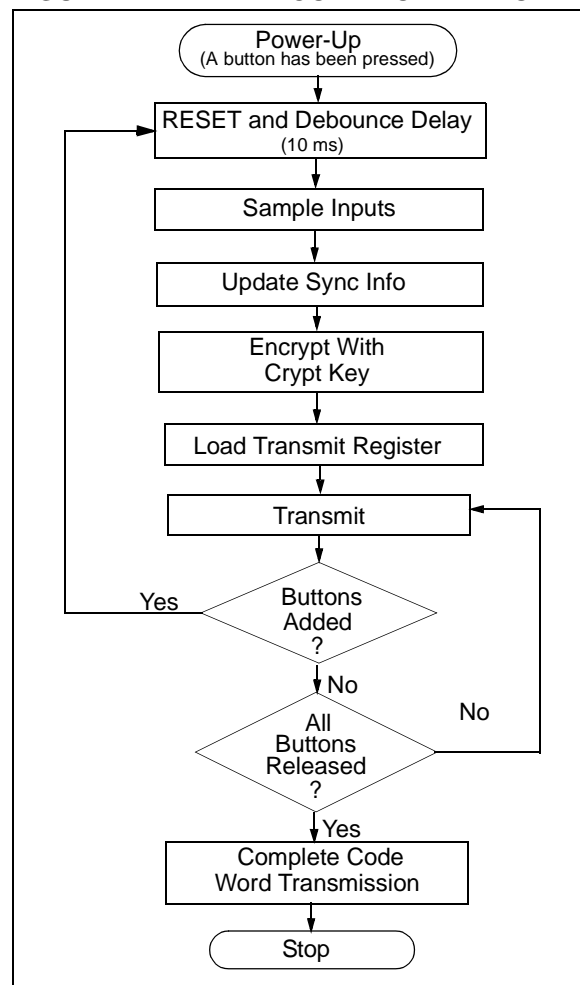 Power-Up
(A button has been pressed)
RESET and Debounce Delay
(10 ms)
Sample Inputs
Update Sync Info
Encrypt With
Crypt Key
Load Transmit Register
Transmit
Buttons
Added
?
Yes
No
All
Buttons
Released
?
No
Yes
Complete Code
Word Transmission
Stop